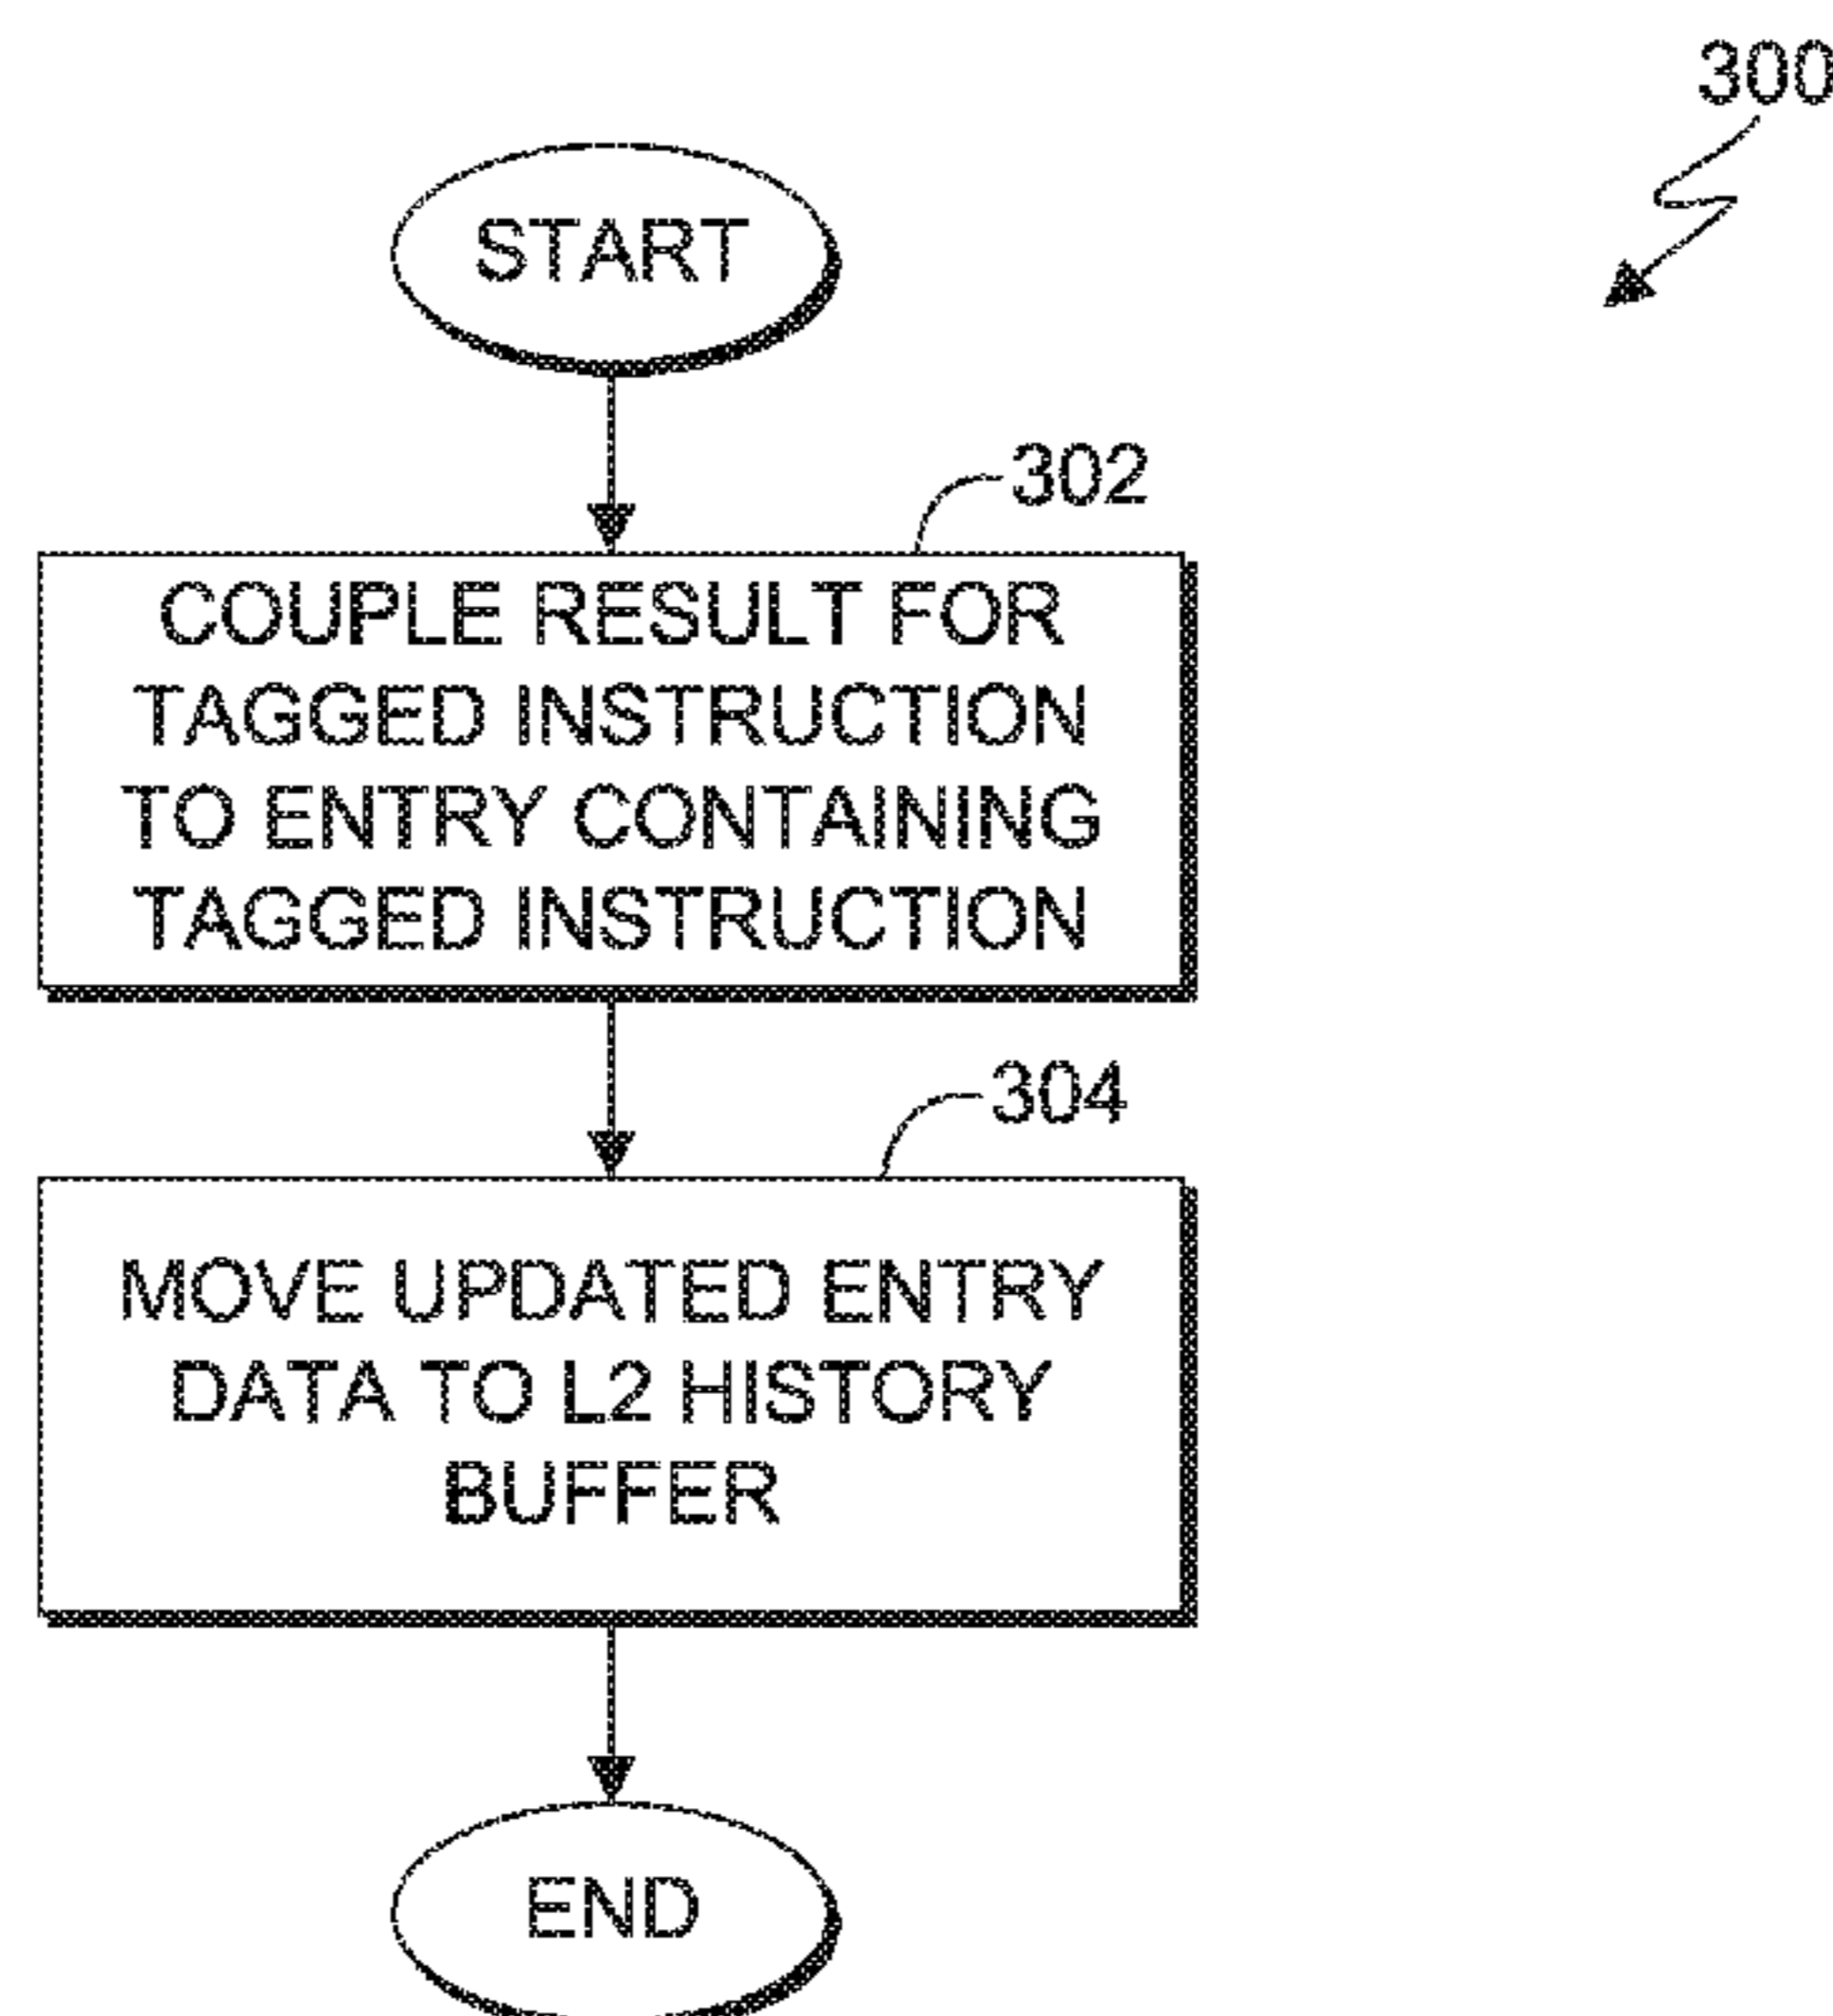 300
START
302
COUPLE RESULT FOR
TAGGED INSTRUCTION
TO ENTRY CONTAINING
TAGGED INSTRUCTION
304
MOVE UPDATED ENTRY
DATA TO L2 HISTORY
BUFFER
END